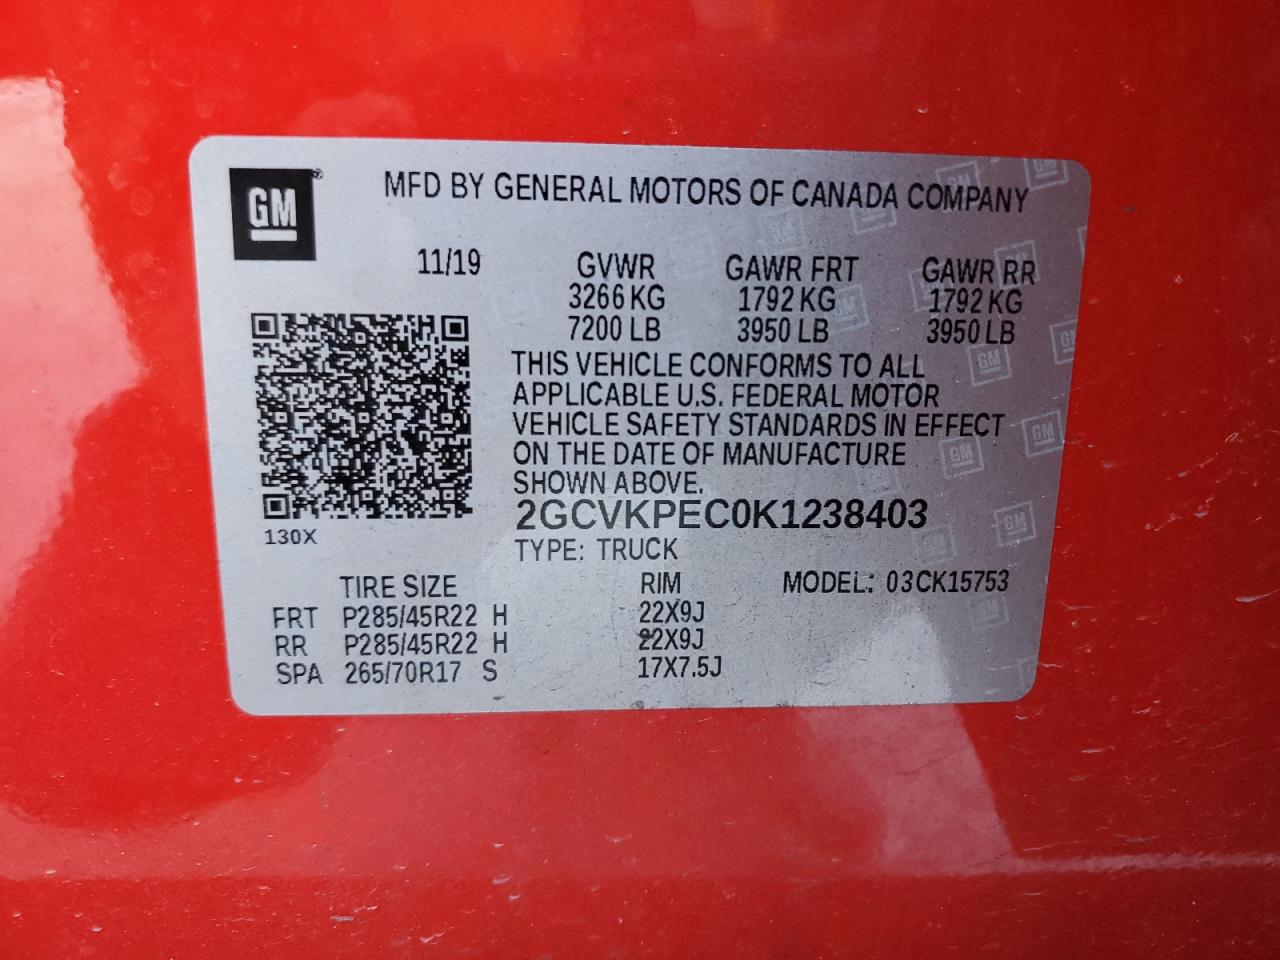 GM®
MFD BY GENERAL MOTORS OF CANADA COMPANY
11/19 GVWR GAWR FRT GAWR RR
3266 KG 1792 KG 1792 KG
7200 LB 3950 LB 3950 LB
THIS VEHICLE CONFORMS TO ALL
APPLICABLE U.S. FEDERAL MOTOR
VEHICLE SAFETY STANDARDS IN EFFECT
ON THE DATE OF MANUFACTURE
SHOWN ABOVE.
2GCVKPEC0K1238403
130X
TYPE: TRUCK
TIRE SIZE RIM MODEL: 03CK15753
FRT P285/45R22 H 22X9J
RR P285/45R22 H 22X9J
SPA 265/70R17 S 17X7.5J